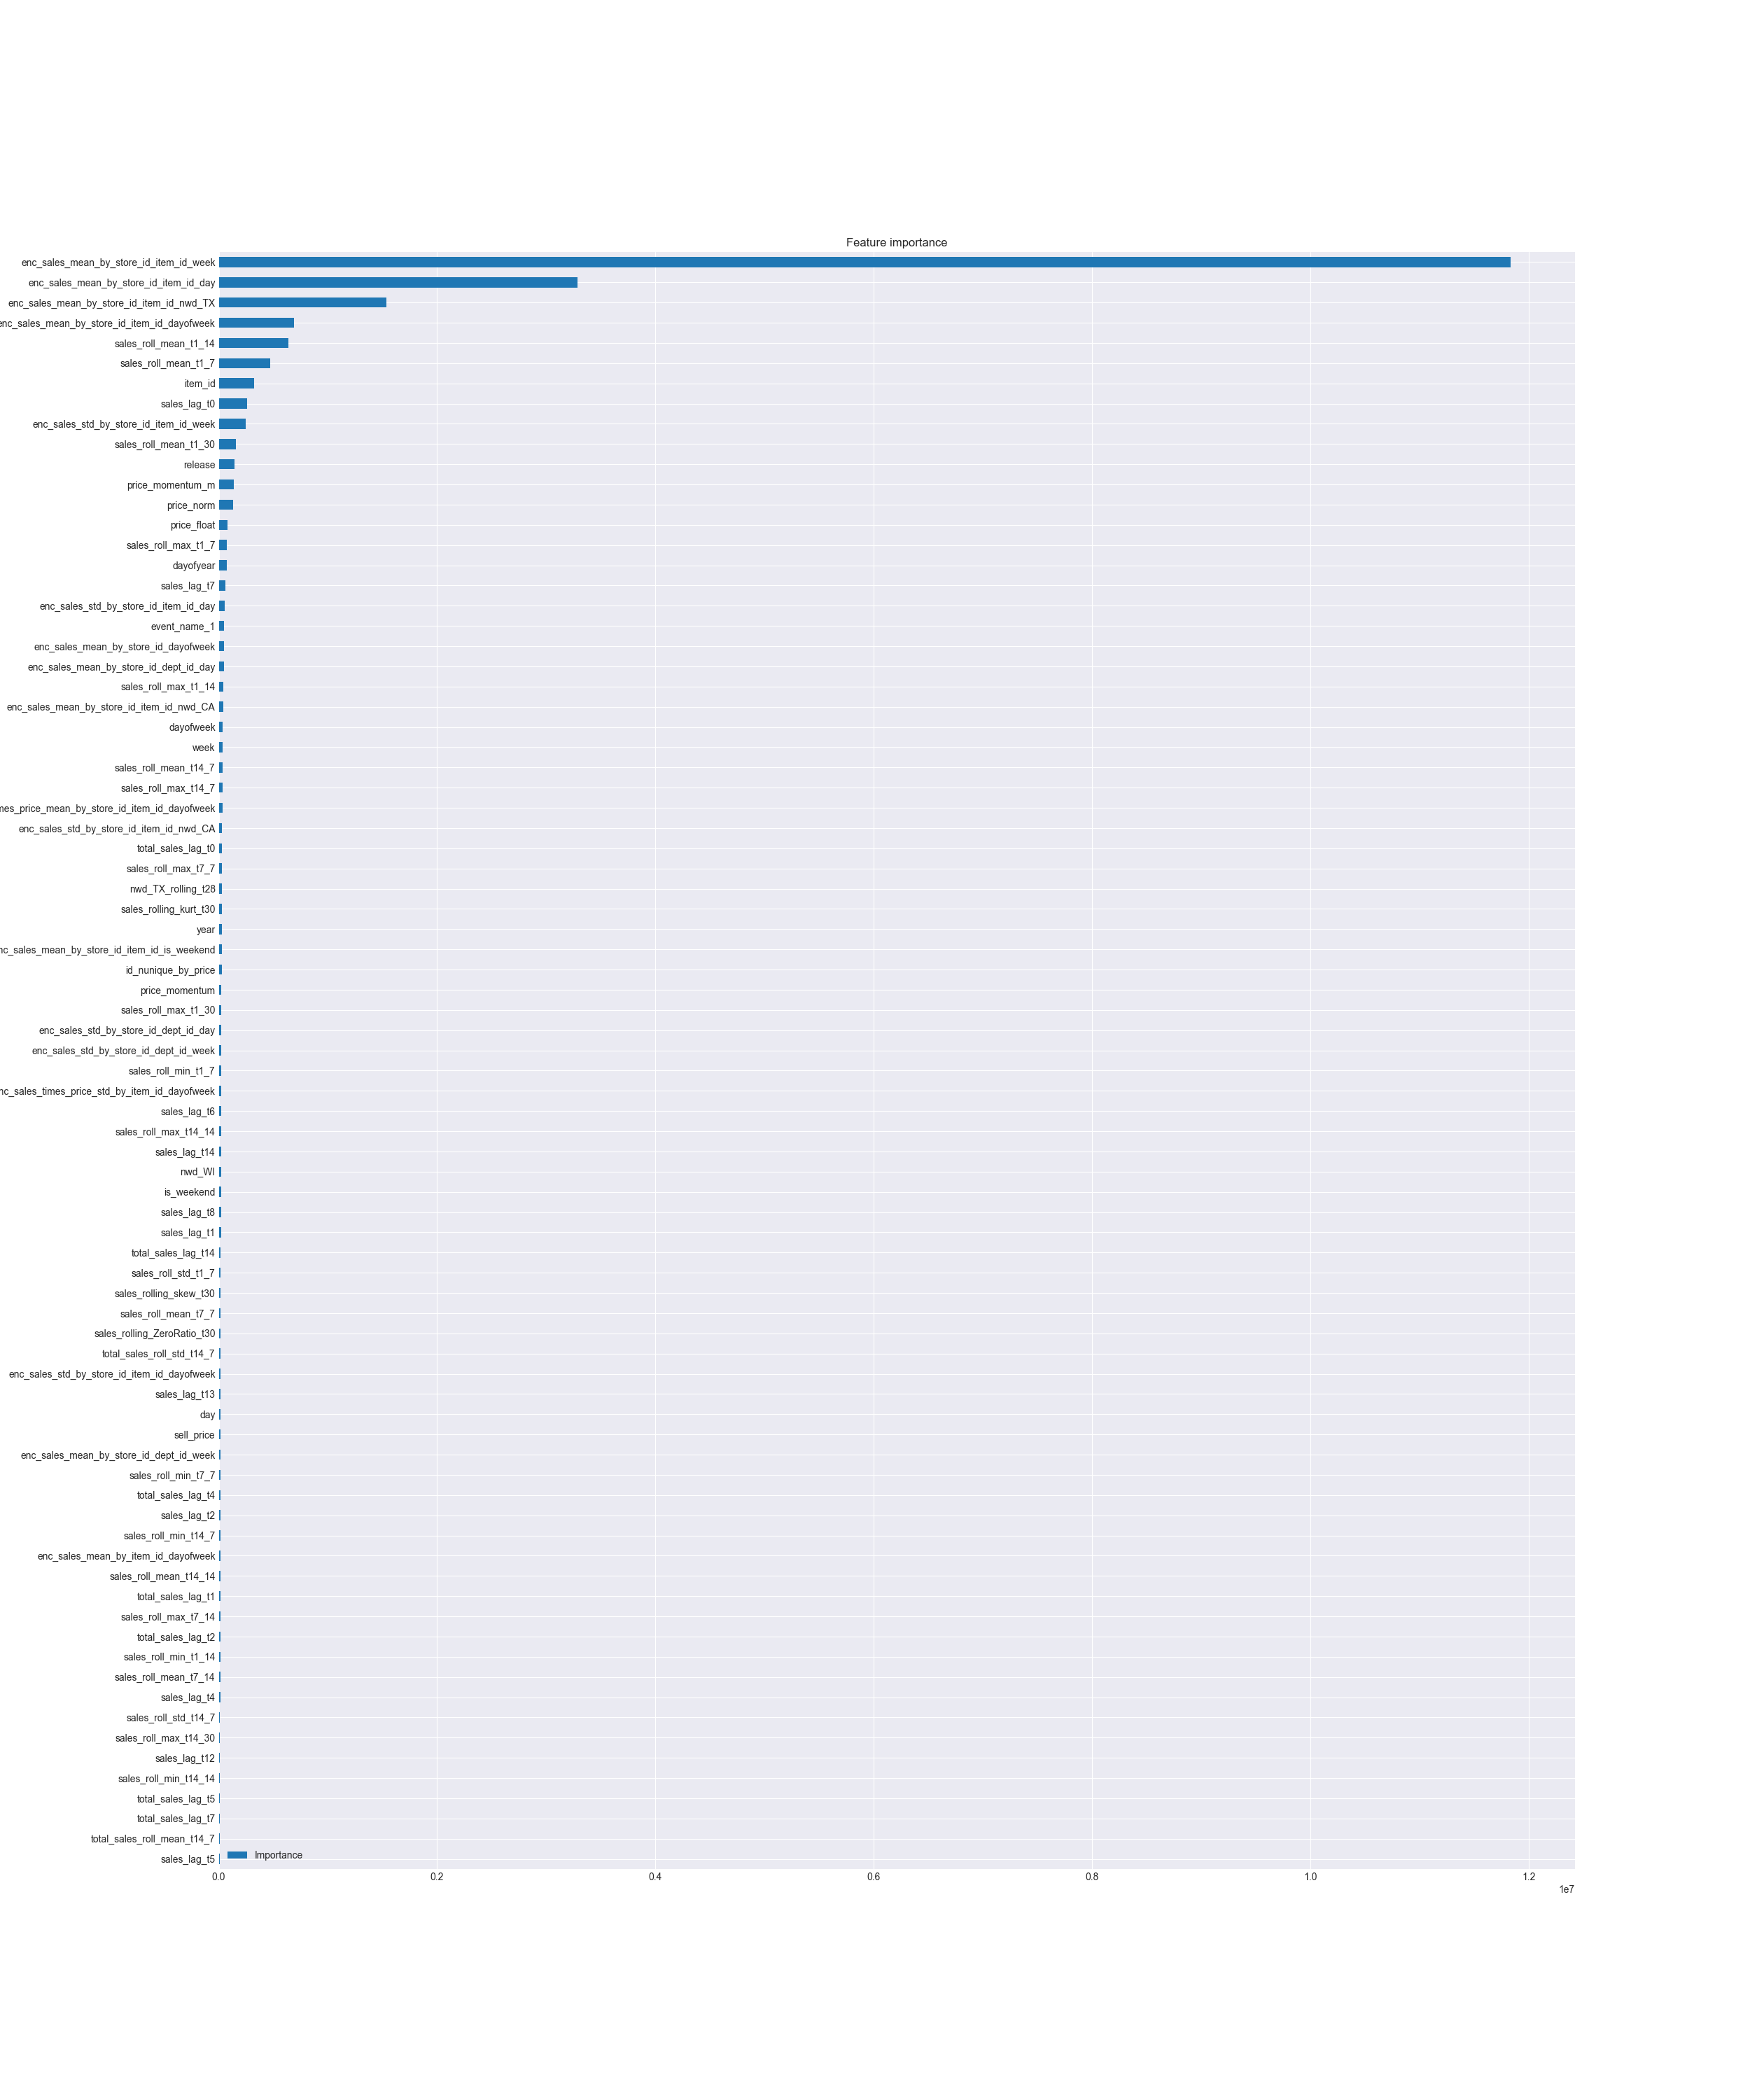 Feature importance
enc_sales_mean_by_store_id_item_id_week
enc_sales_mean_by_store_id_item_id_day
enc_sales_mean_by_store_id_item_id_nwd_TX
enc_sales_mean_by_store_id_item_id_dayofweek
sales_roll_mean_t1_14
sales_roll_mean_t1_7
item_id
sales_lag_t0
enc_sales_std_by_store_id_item_id_week
sales_roll_mean_t1_30
release
price_momentum_m
price_norm
price_float
sales_roll_max_t1_7
dayofyear
sales_lag_t7
enc_sales_std_by_store_id_item_id_day
event_name_1
enc_sales_mean_by_store_id_dayofweek
enc_sales_mean_by_store_id_dept_id_day
sales_roll_max_t1_14
enc_sales_mean_by_store_id_item_id_nwd_CA
dayofweek
week
sales_roll_mean_t14_7
sales_roll_max_t14_7
mes_price_mean_by_store_id_item_id_dayofweek
enc_sales_std_by_store_id_item_id_nwd_CA
total_sales_lag_t0
sales_roll_max_t7_7
nwd_TX_rolling_t28
sales_rolling_kurt_t30
year
nc_sales_mean_by_store_id_item_id_is_weekend
id_nunique_by_price
price_momentum
sales_roll_max_t1_30
enc_sales_std_by_store_id_dept_id_day
enc_sales_std_by_store_id_dept_id_week
sales_roll_min_t1_7
nc_sales_times_price_std_by_item_id_dayofweek
sales_lag_t6
sales_roll_max_t14_14
sales_lag_t14
nwd_WI
is_weekend
sales_lag_t8
sales_lag_t1
total_sales_lag_t14
sales_roll_std_t1_7
sales_rolling_skew_t30
sales_roll_mean_t7_7
sales_rolling_ZeroRatio_t30
total_sales_roll_std_t14_7
enc_sales_std_by_store_id_item_id_dayofweek
sales_lag_t13
day
sell_price
enc_sales_mean_by_store_id_dept_id_week
sales_roll_min_t7_7
total_sales_lag_t4
sales_lag_t2
sales_roll_min_t14_7
enc_sales_mean_by_item_id_dayofweek
sales_roll_mean_t14_14
total_sales_lag_t1
sales_roll_max_t7_14
total_sales_lag_t2
sales_roll_min_t1_14
sales_roll_mean_t7_14
sales_lag_t4
sales_roll_std_t14_7
sales_roll_max_t14_30
sales_lag_t12
sales_roll_min_t14_14
total_sales_lag_t5
total_sales_lag_t7
total_sales_roll_mean_t14_7
sales_lag_t5
Importance
0.0 0.2 0.4 0.6 0.8 1.0 1.2
1e7